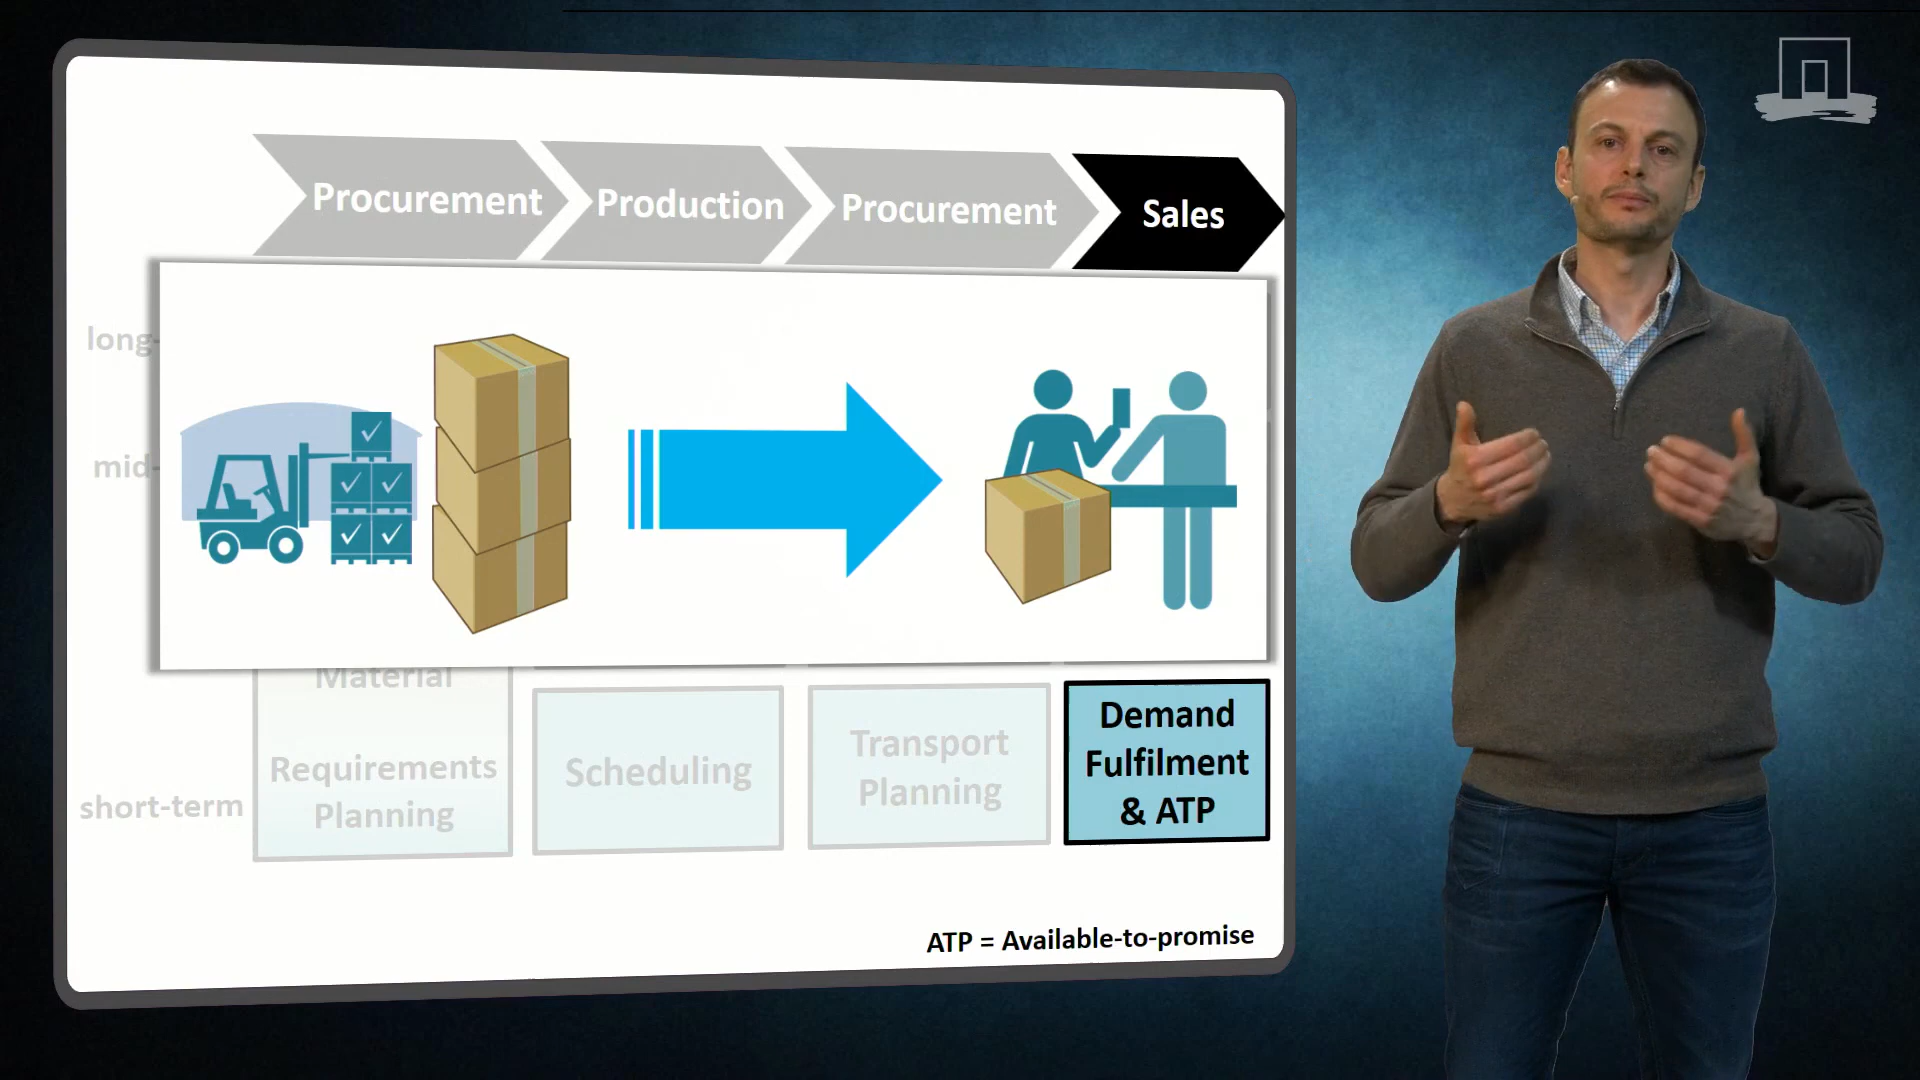 Procurement
Production
Procurement
Sales
long-
mid-
Material
Requirements
Planning
short-term
Scheduling
Transport
Planning
Demand
Fulfilment
& ATP
ATP = Available-to-promise